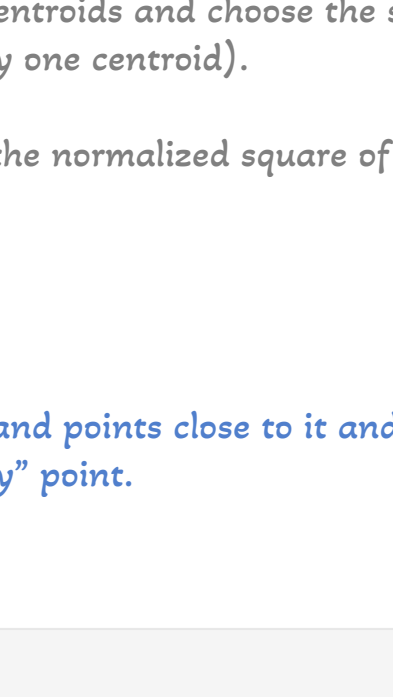 entroids and choose the s
y one centroid).
the normalized square of
and points close to it and
y” point.